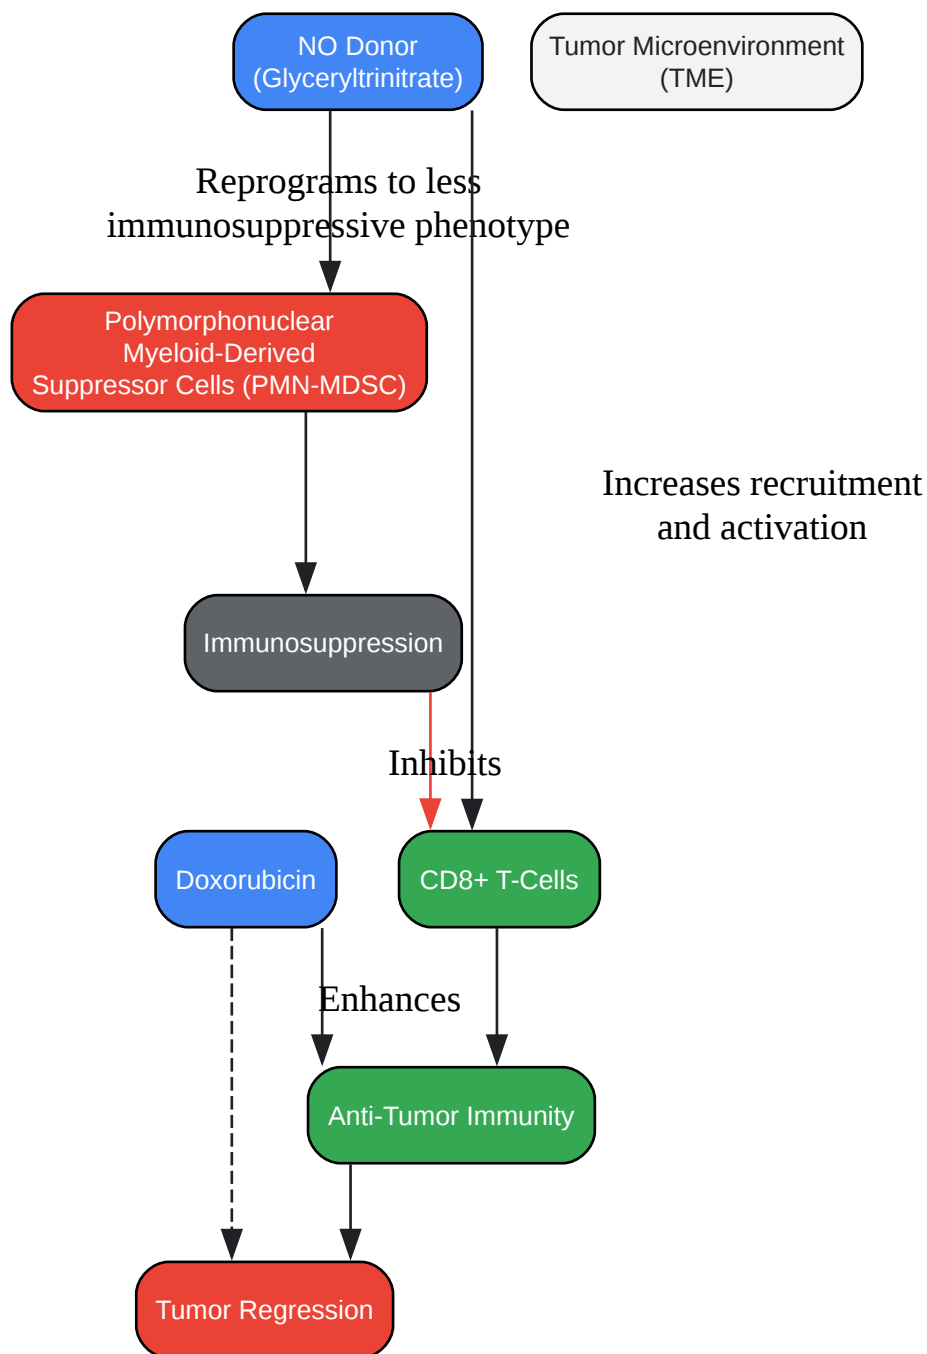 NO Donor
(Glyceryltrinitrate)
Tumor Microenvironment
(TME)
Reprograms to less
immunosuppressive phenotype
Polymorphonuclear
Myeloid-Derived
Suppressor Cells (PMN-MDSC)
Increases recruitment
and activation
Immunosuppression
Inhibits
Doxorubicin
CD8+ T-Cells
Enhances
Anti-Tumor Immunity
Tumor Regression